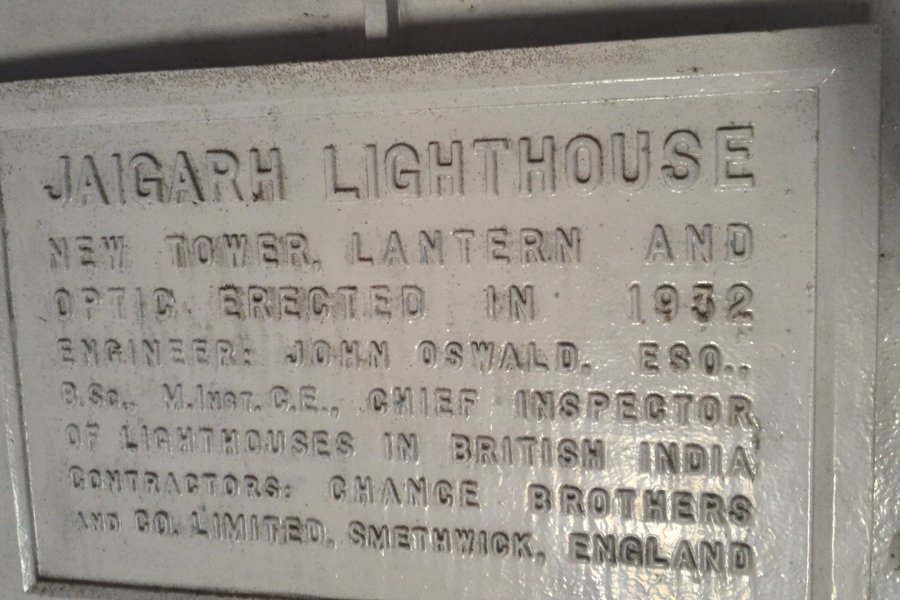 JAIGARH LIGHTHOUSE
NEW TOWER, LANTERN AND
OPTIC ERECTED IN 1932
ENGINEER: JOHN OSWALD, ESQ.,
B.Sc., M.Inst.C.E., CHIEF INSPECTOR
OF LIGHTHOUSES IN BRITISH INDIA
CONTRACTORS: CHANCE BROTHERS
AND CO. LIMITED, SMETHWICK, ENGLAND